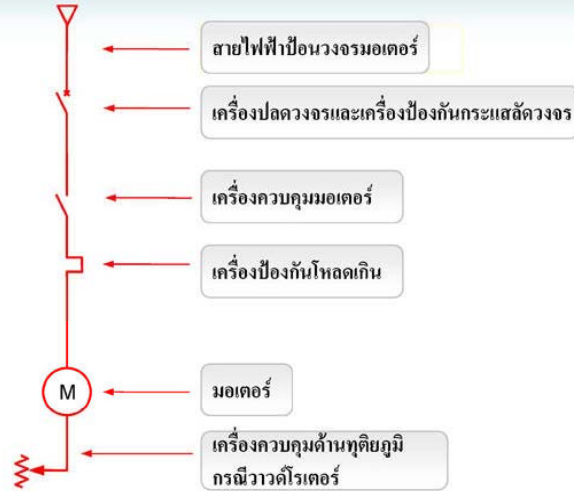 สายไฟฟ้าป้อนวงจรมอเตอร์
เครื่องปลดวงจรและเครื่องป้องกันกระแสลัดวงจร
เครื่องควบคุมมอเตอร์
เครื่องป้องกันโหลดเกิน
M
มอเตอร์
เครื่องควบคุมด้านทุติยภูมิ
กรณีวาวด์โรเตอร์